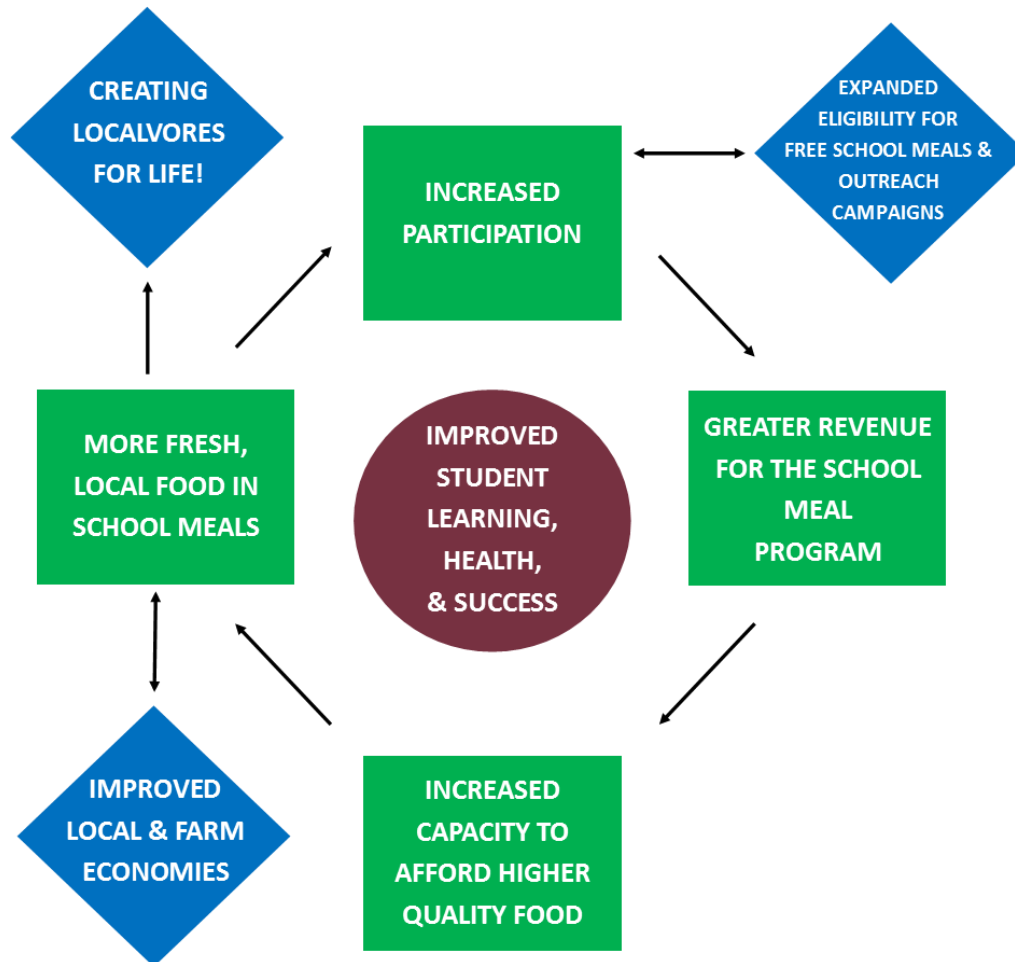 CREATING
LOCALVORES
FOR LIFE!
INCREASED
PARTICIPATION
EXPANDED
ELIGIBILITY FOR
FREE SCHOOL MEALS &
OUTREACH
CAMPAIGNS
MORE FRESH,
LOCAL FOOD IN
SCHOOL MEALS
IMPROVED
STUDENT
LEARNING,
HEALTH,
& SUCCESS
GREATER REVENUE
FOR THE SCHOOL
MEAL
PROGRAM
IMPROVED
LOCAL & FARM
ECONOMIES
INCREASED
CAPACITY TO
AFFORD HIGHER
QUALITY FOOD